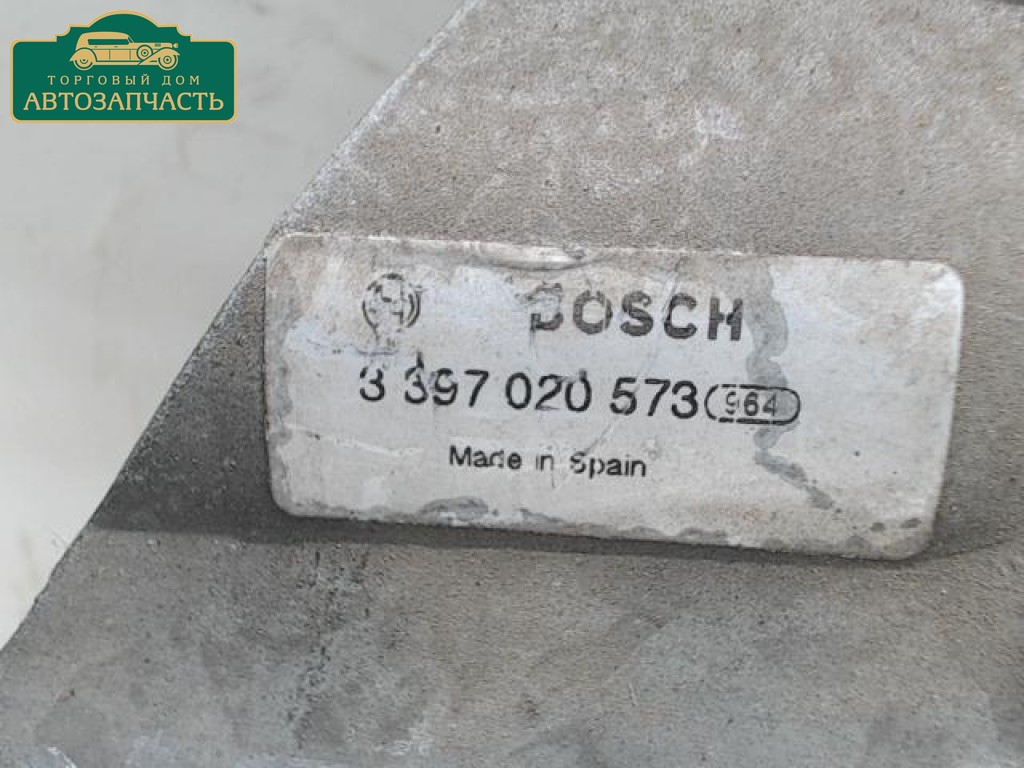 ТОРГОВЫЙ ДОМ
АВТОЗАПЧАСТЬ
BOSCH
3 397 020 573 964
Made in Spain